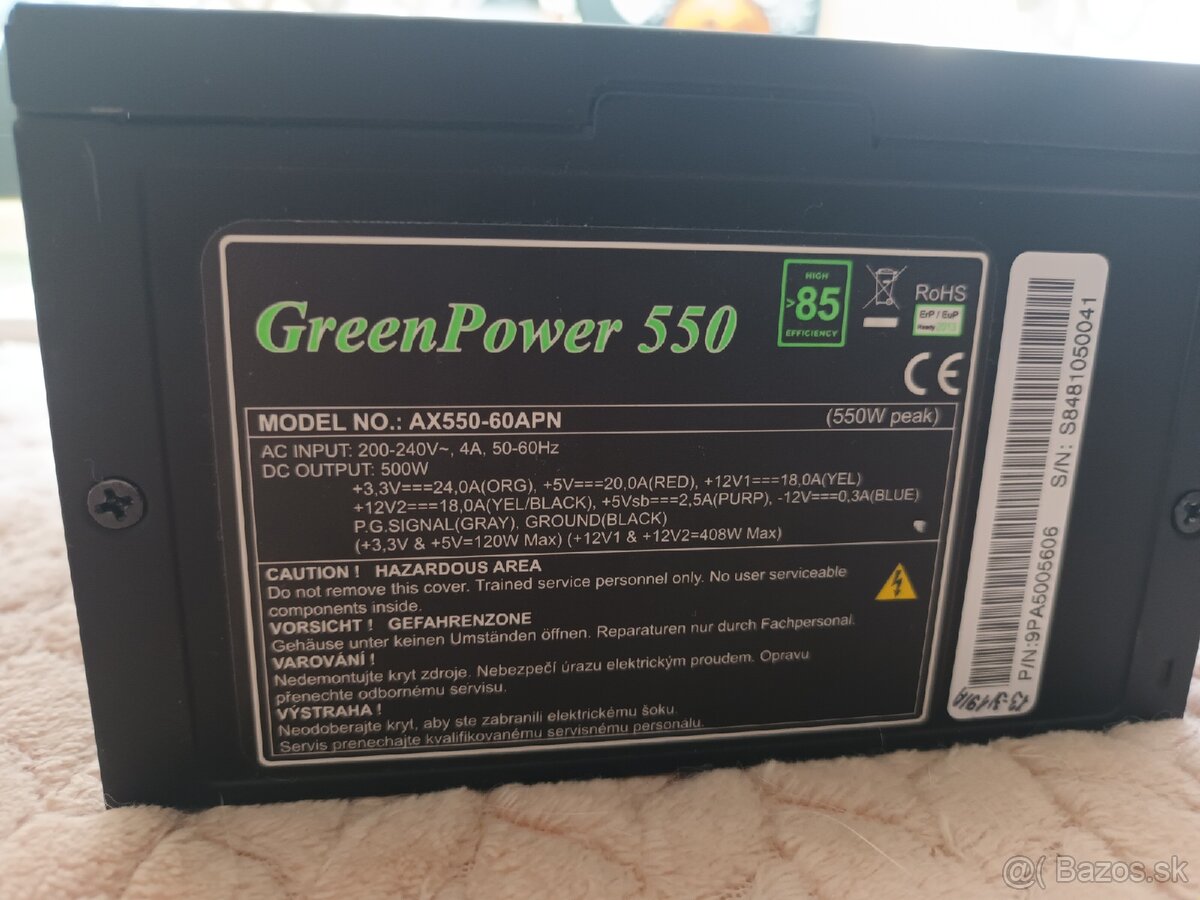 GreenPower 550
HIGH
>85
EFFICIENCY
RoHS
ErP / EuP
Ready 2013
CE
MODEL NO.: AX550-60APN (550W peak)
AC INPUT: 200-240V~, 4A, 50-60Hz
DC OUTPUT: 500W
+3,3V===24,0A(ORG), +5V===20,0A(RED), +12V1===18,0A(YEL)
+12V2===18,0A(YEL/BLACK), +5Vsb===2,5A(PURP), -12V===0,3A(BLUE)
P.G.SIGNAL(GRAY), GROUND(BLACK)
(+3,3V & +5V=120W Max) (+12V1 & +12V2=408W Max)
CAUTION ! HAZARDOUS AREA
Do not remove this cover. Trained service personnel only. No user serviceable
components inside.
VORSICHT ! GEFAHRENZONE
Gehäuse unter keinen Umständen öffnen. Reparaturen nur durch Fachpersonal.
VAROVÁNÍ !
Nedemontujte kryt zdroje. Nebezpečí úrazu elektrickým proudem. Opravu
přenechte odbornému servisu.
VÝSTRAHA !
Neodoberajte kryt, aby ste zabranili elektrickému šoku.
Servis prenechajte kvalifikovanému servisnému personálu.
S/N: S8481050041
P/N:9PA5005606
@( Bazos.sk